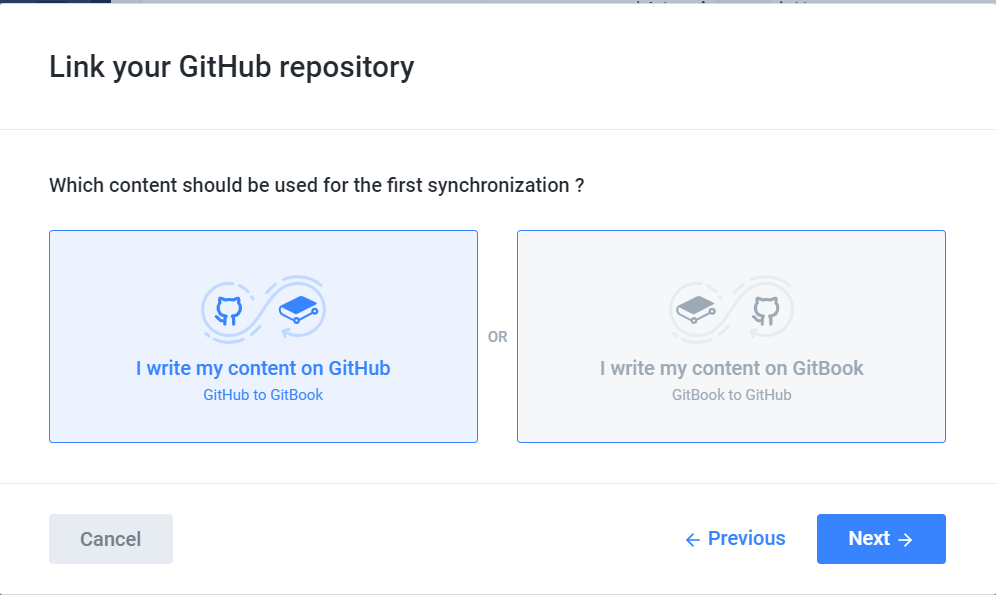 Link your GitHub repository
Which content should be used for the first synchronization ?
I write my content on GitHub
GitHub to GitBook
OR
I write my content on GitBook
GitBook to GitHub
Cancel
← Previous
Next →